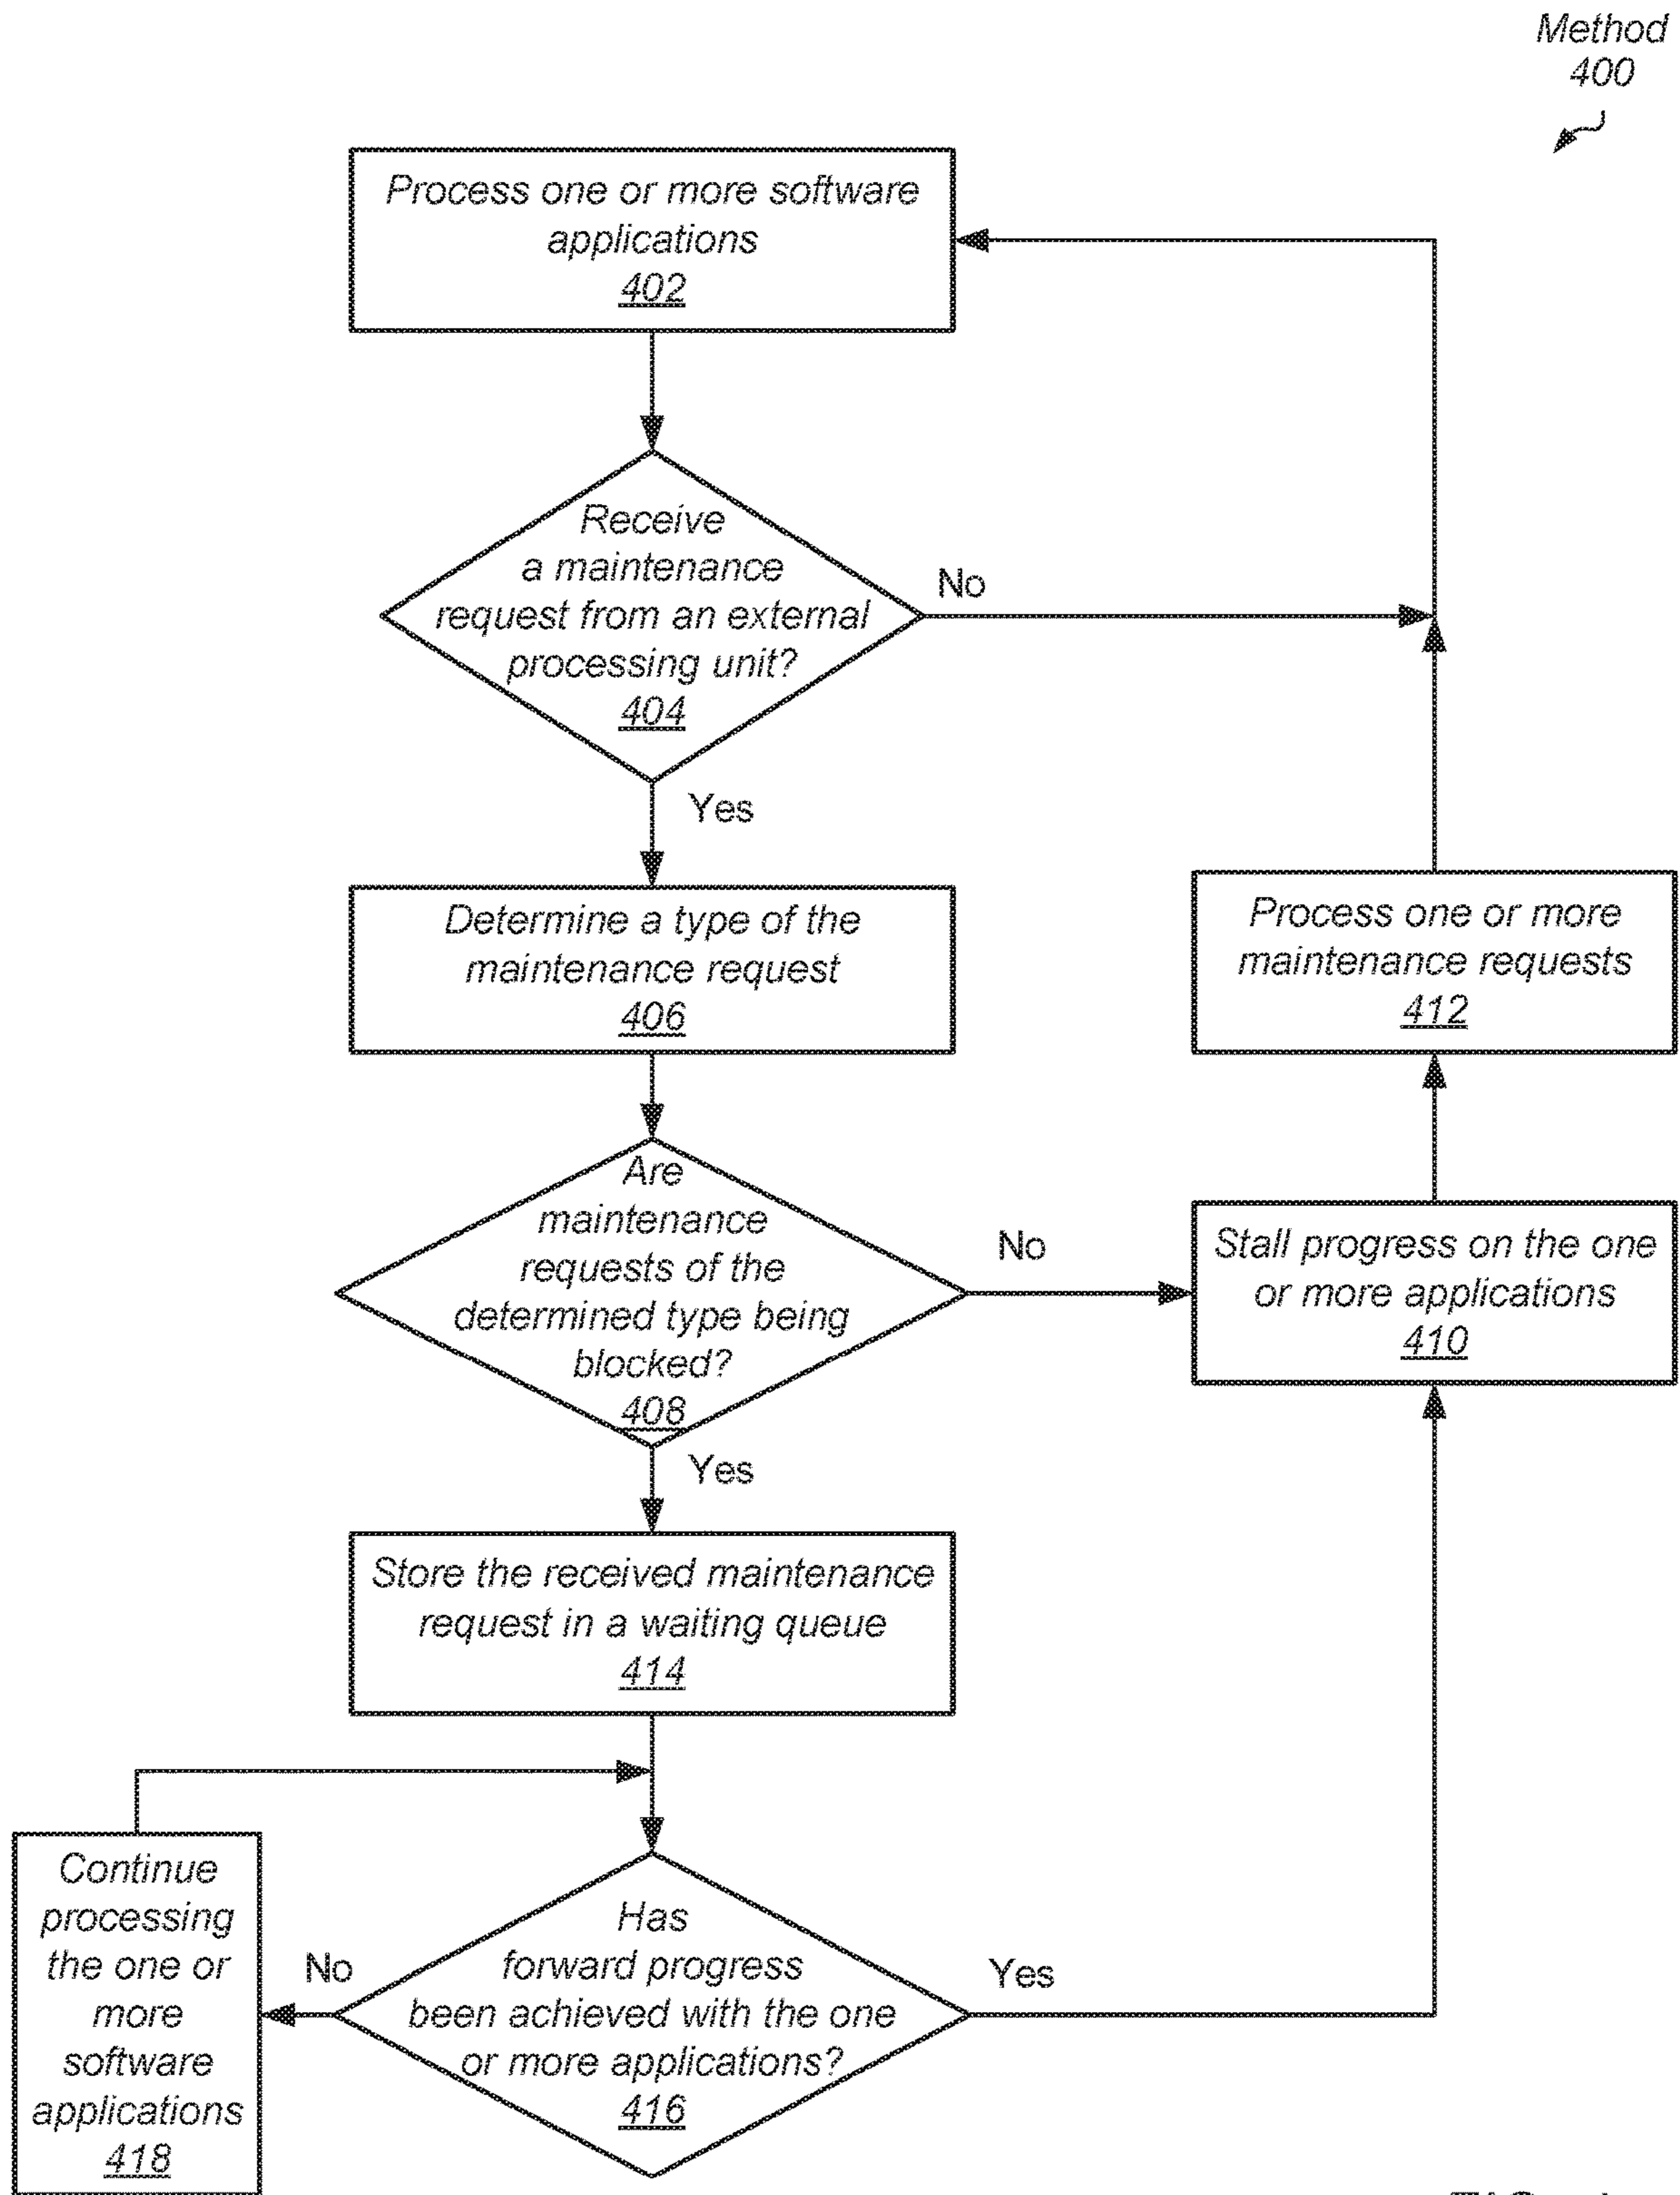 Method
400
Process one or more software
applications
402
Receive
a maintenance
request from an external
processing unit?
404
No
Yes
Determine a type of the
maintenance request
406
Process one or more
maintenance requests
412
Are
maintenance
requests of the
determined type being
blocked?
408
No
Stall progress on the one
or more applications
410
Yes
Store the received maintenance
request in a waiting queue
414
Continue
processing
the one or
more
software
applications
418
No
Has
forward progress
been achieved with the one
or more applications?
416
Yes